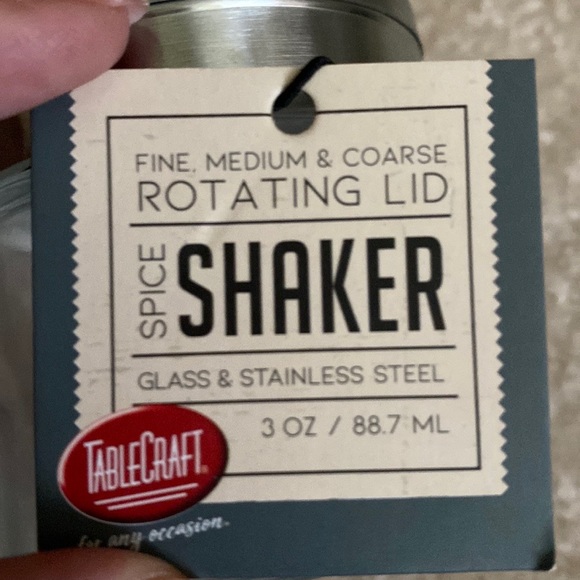 FINE, MEDIUM & COARSE
ROTATING LID
SPICE SHAKER
GLASS & STAINLESS STEEL
3 OZ / 88.7 ML
TABLECRAFT®
for any occasion.